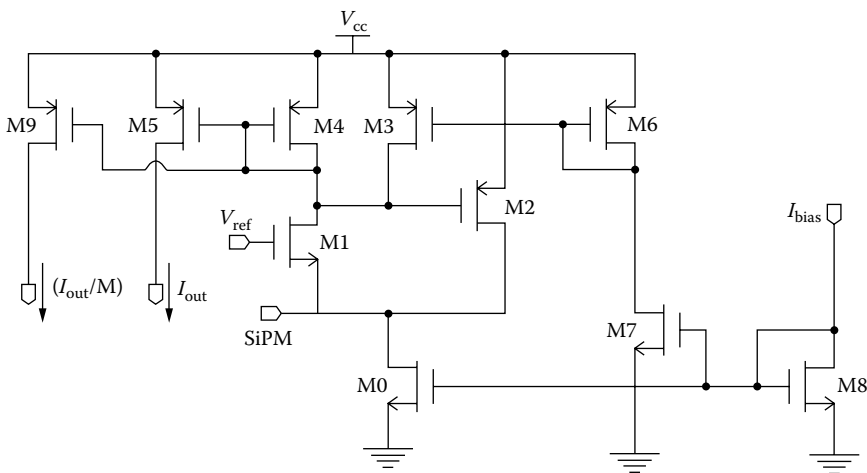 V_cc
M9
M5
M4
M3
M6
V_ref
M1
M2
I_bias
(I_out/M)
I_out
SiPM
M7
M0
M8